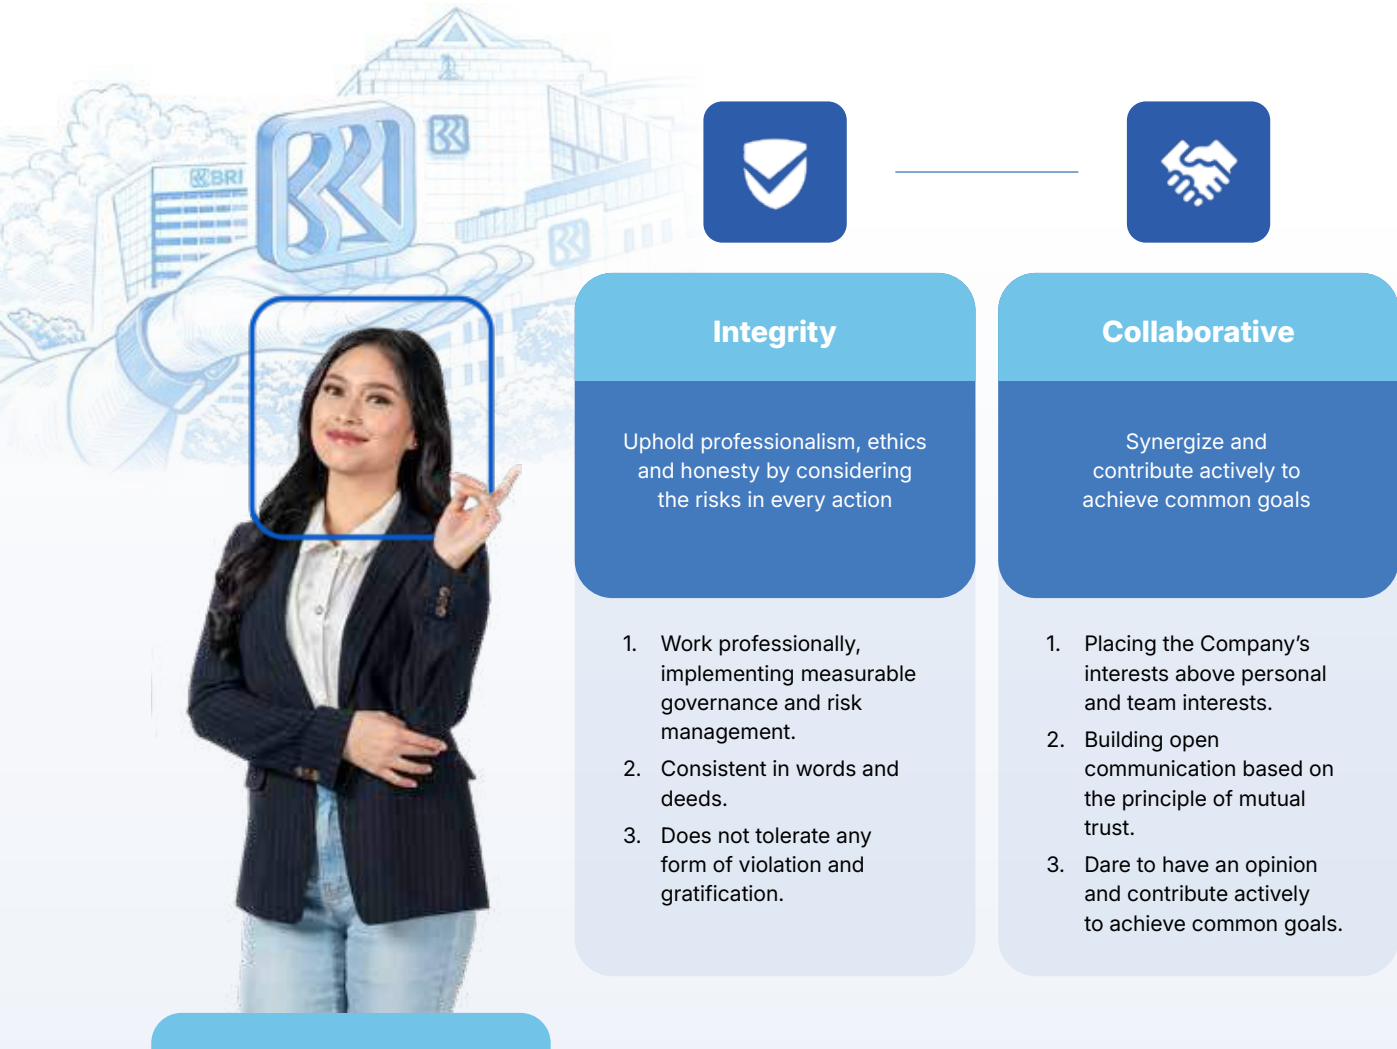 BRI
Integrity
Uphold professionalism, ethics
and honesty by considering
the risks in every action
1. Work professionally,
implementing measurable
governance and risk
management.
2. Consistent in words and
deeds.
3. Does not tolerate any
form of violation and
gratification.
Collaborative
Synergize and
contribute actively to
achieve common goals
1. Placing the Company’s
interests above personal
and team interests.
2. Building open
communication based on
the principle of mutual
trust.
3. Dare to have an opinion
and contribute actively
to achieve common goals.